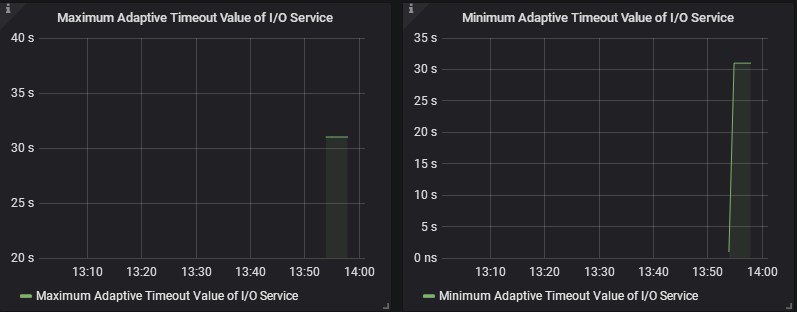 Maximum Adaptive Timeout Value of I/O Service
40 s
35 s
30 s
25 s
20 s
13:10 13:20 13:30 13:40 13:50 14:00
Maximum Adaptive Timeout Value of I/O Service
Minimum Adaptive Timeout Value of I/O Service
35 s
30 s
25 s
20 s
15 s
10 s
5 s
0 ns
13:10 13:20 13:30 13:40 13:50 14:00
Minimum Adaptive Timeout Value of I/O Service